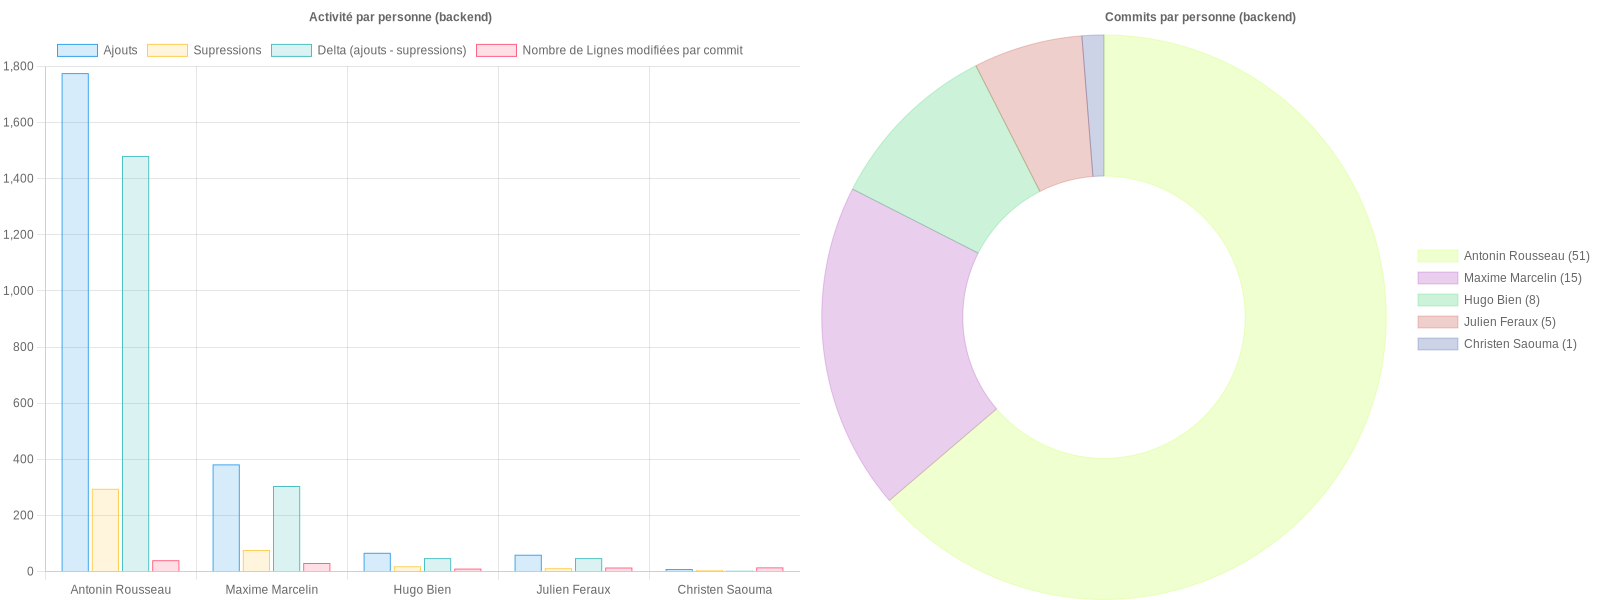 Activité par personne (backend)
Ajouts
Supressions
Delta (ajouts - supressions)
Nombre de Lignes modifiées par commit
1,800
1,600
1,400
1,200
1,000
800
600
400
200
0
Antonin Rousseau
Maxime Marcelin
Hugo Bien
Julien Feraux
Christen Saouma
Commits par personne (backend)
Antonin Rousseau (51)
Maxime Marcelin (15)
Hugo Bien (8)
Julien Feraux (5)
Christen Saouma (1)